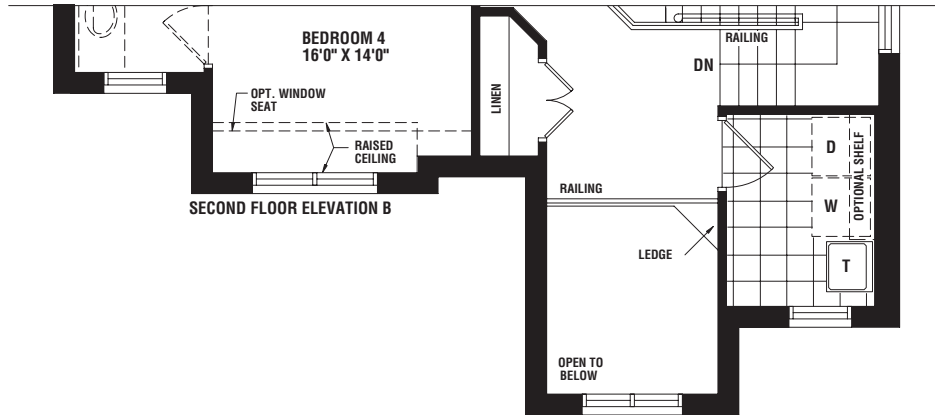 BEDROOM 4
16'0" X 14'0"
RAILING
DN
OPT. WINDOW
SEAT
LINEN
RAISED
CEILING
D
OPTIONAL SHELF
W
RAILING
SECOND FLOOR ELEVATION B
LEDGE
T
OPEN TO
BELOW